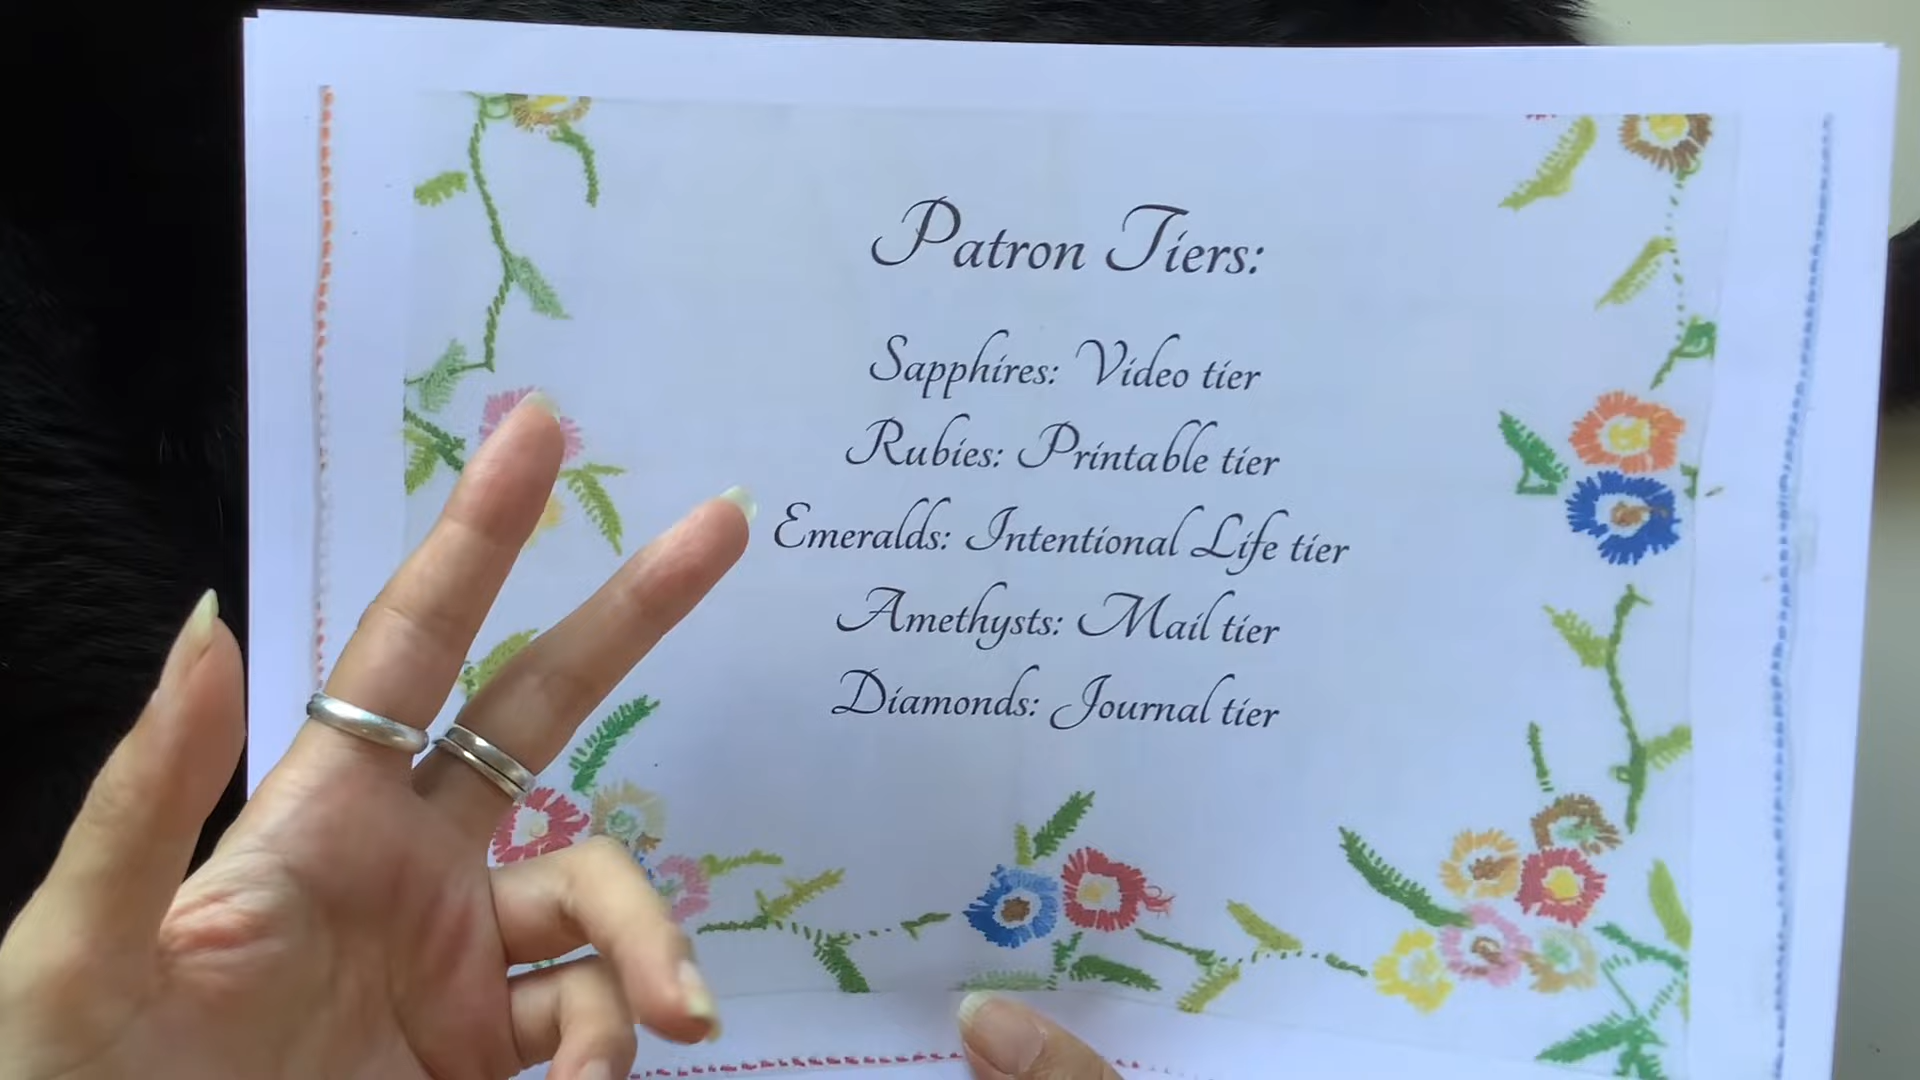 Patron Tiers:
Sapphires: Video tier
Rubies: Printable tier
Emeralds: Intentional Life tier
Amethysts: Mail tier
Diamonds: Journal tier